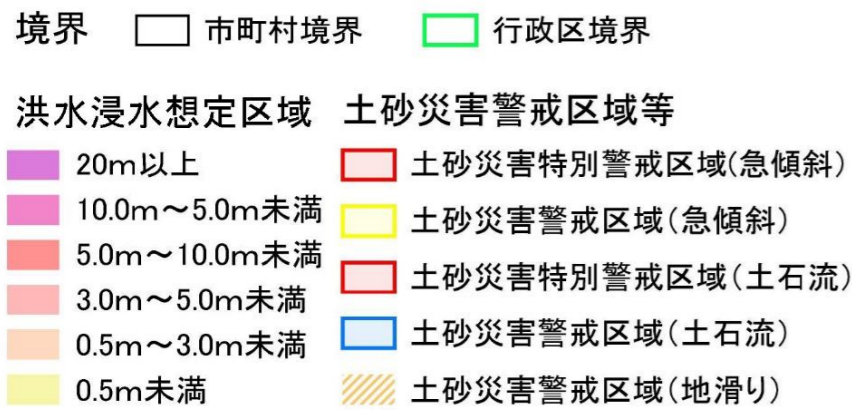 境界 市町村境界 行政区境界
洪水浸水想定区域
20m以上
10.0m～5.0m未満
5.0m～10.0m未満
3.0m～5.0m未満
0.5m～3.0m未満
0.5m未満
土砂災害警戒区域等
土砂災害特別警戒区域(急傾斜)
土砂災害警戒区域(急傾斜)
土砂災害特別警戒区域(土石流)
土砂災害警戒区域(土石流)
土砂災害警戒区域(地滑り)